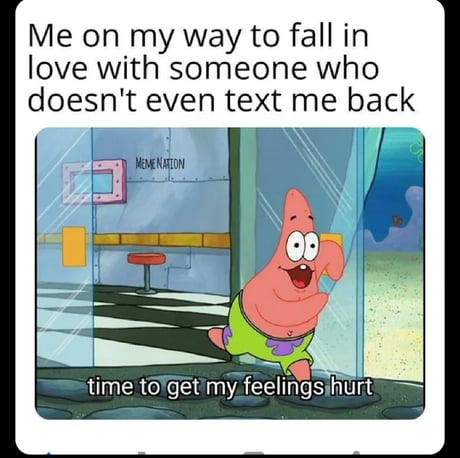 Me on my way to fall in
love with someone who
doesn't even text me back
MEME NATION
time to get my feelings hurt